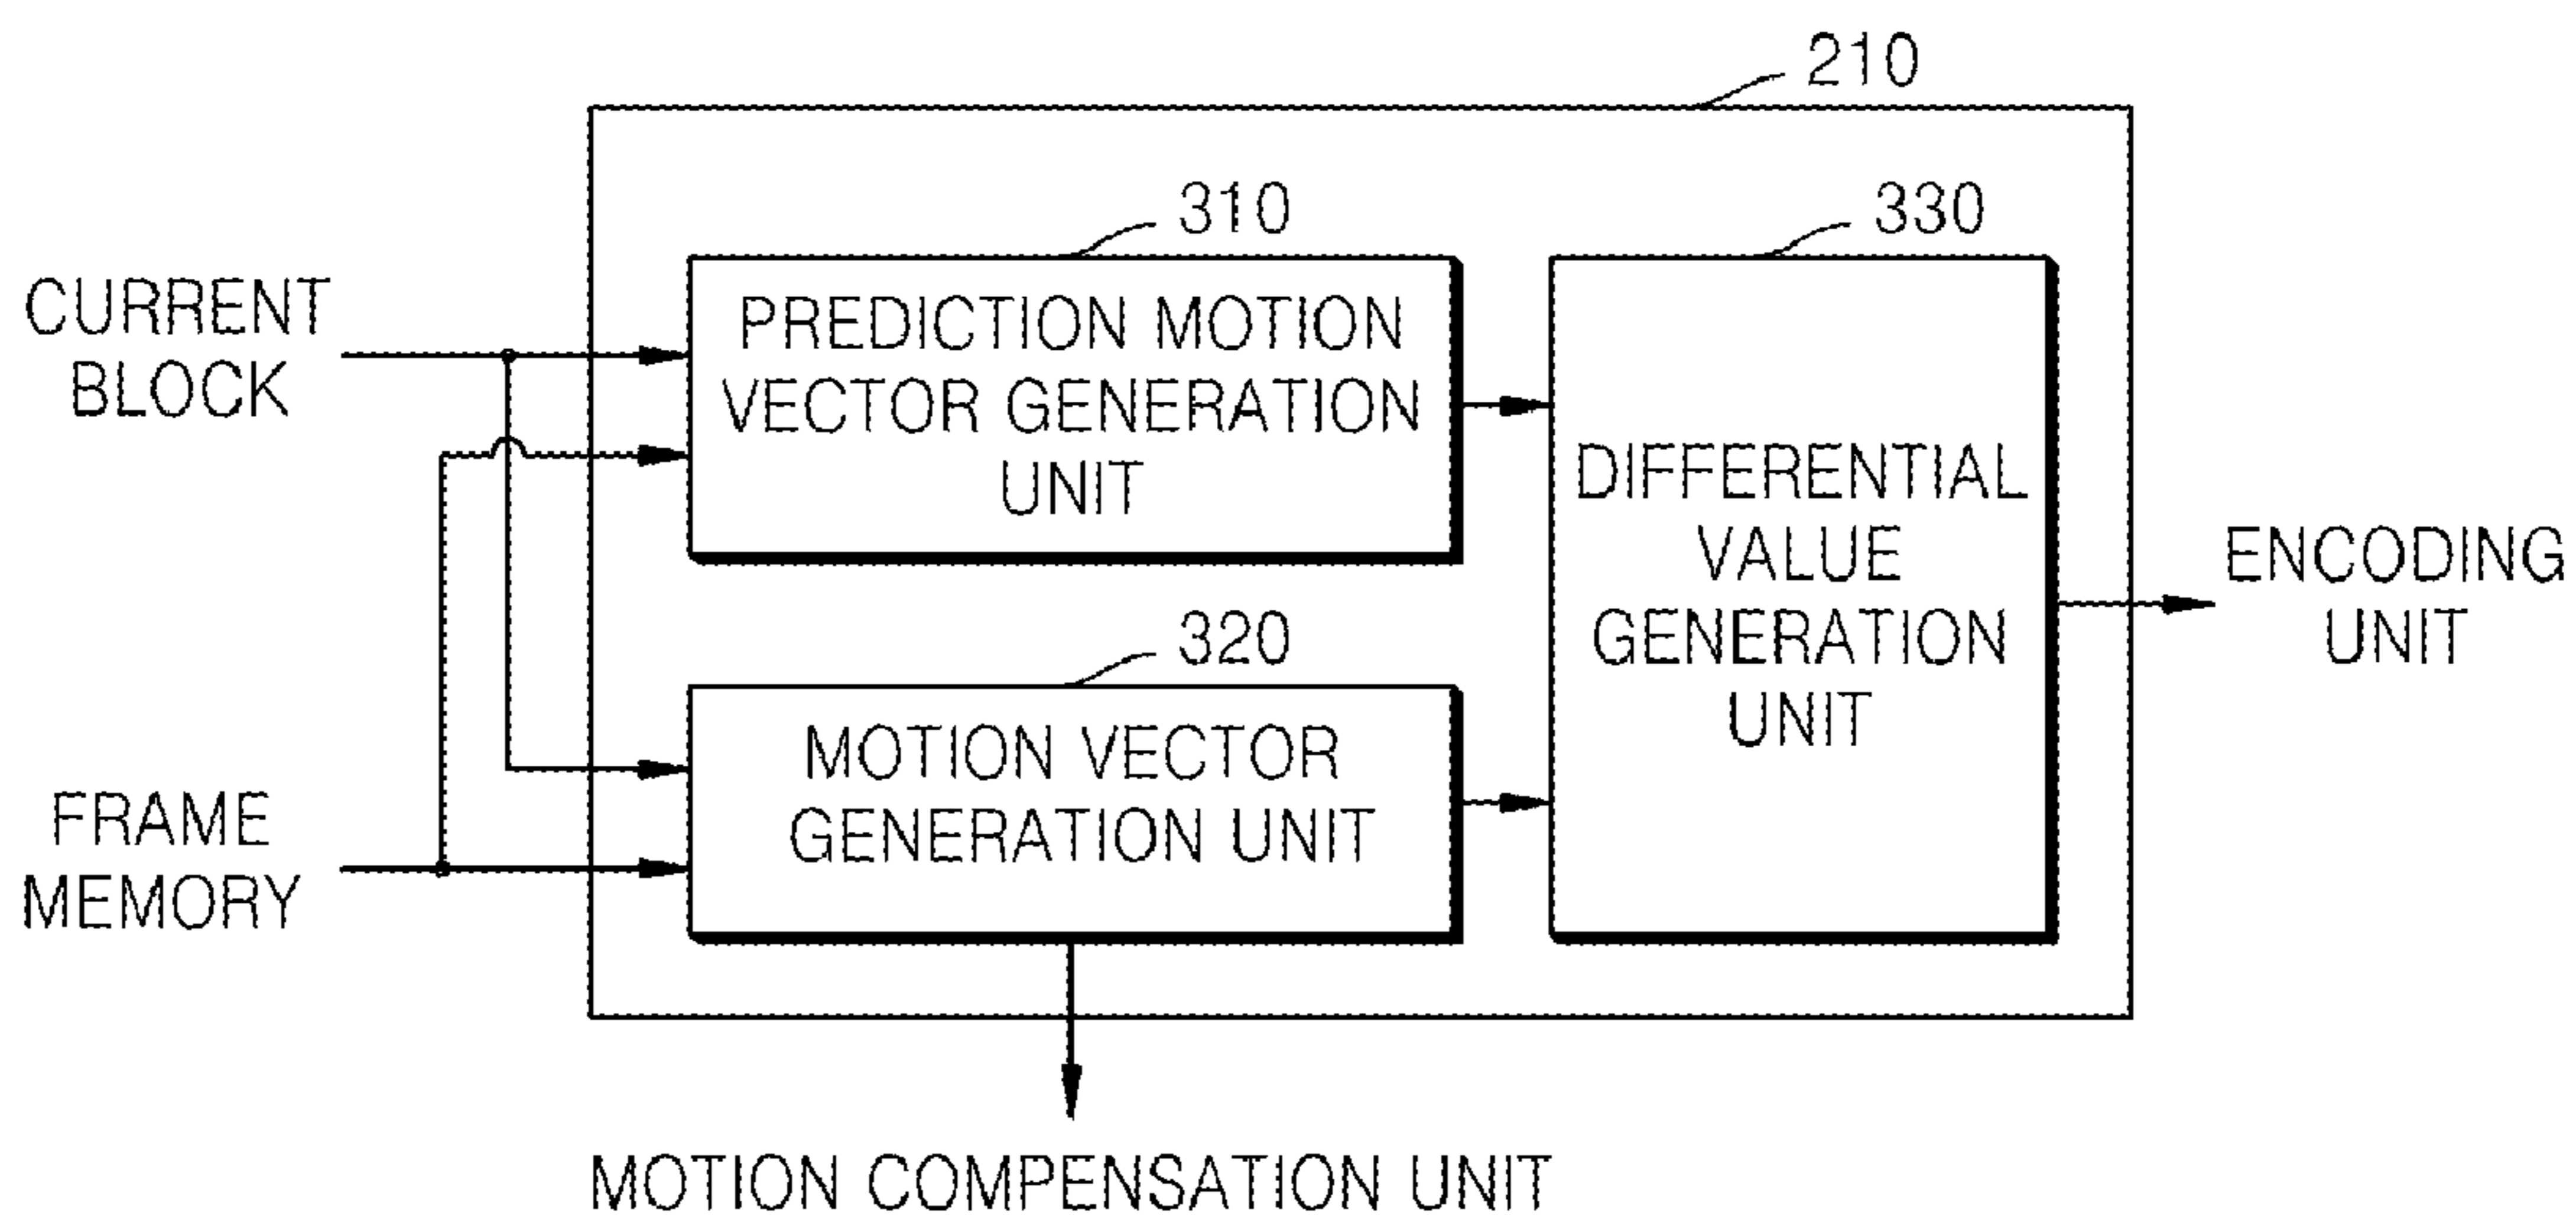 210
310
330
CURRENT
BLOCK
PREDICTION MOTION
VECTOR GENERATION
UNIT
DIFFERENTIAL
VALUE
GENERATION
UNIT
ENCODING
UNIT
320
MOTION VECTOR
GENERATION UNIT
FRAME
MEMORY
MOTION COMPENSATION UNIT